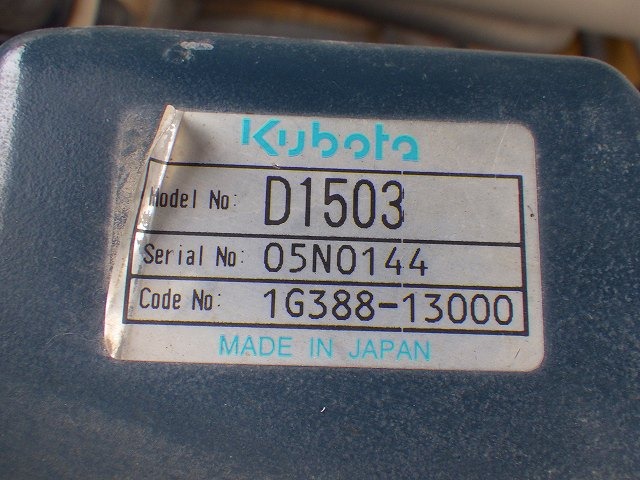 Kubota
Model No: D1503
Serial No: 05N0144
Code No: 1G388-13000
MADE IN JAPAN